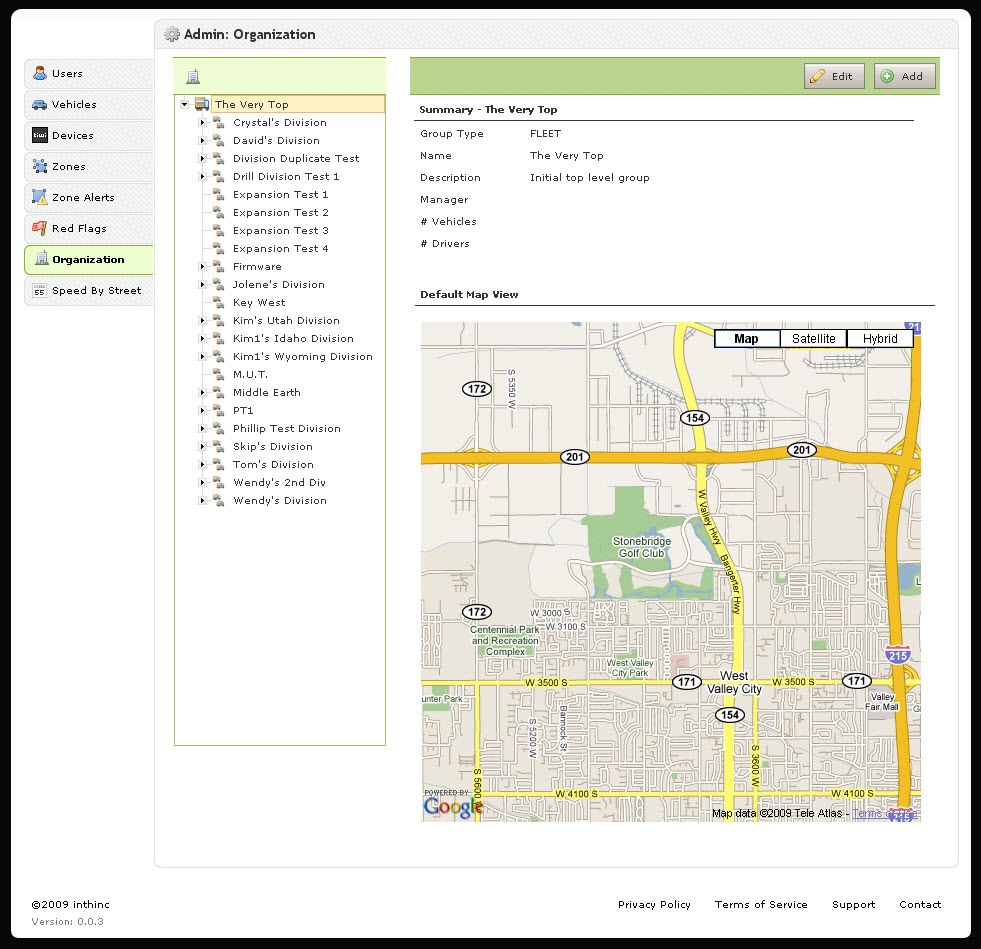 Admin: Organization
Users
Vehicles
tiwi Devices
Zones
Zone Alerts
Red Flags
Organization
55 Speed By Street
The Very Top
Crystal's Division
David's Division
Division Duplicate Test
Drill Division Test 1
Expansion Test 1
Expansion Test 2
Expansion Test 3
Expansion Test 4
Firmware
Jolene's Division
Key West
Kim's Utah Division
Kim1's Idaho Division
Kim1's Wyoming Division
M.U.T.
Middle Earth
PT1
Phillip Test Division
Skip's Division
Tom's Division
Wendy's 2nd Div
Wendy's Division
Edit
Add
Summary - The Very Top
Group Type FLEET
Name The Very Top
Description Initial top level group
Manager
# Vehicles
# Drivers
Default Map View
Map Satellite Hybrid
172
S 5350 W
154
201
201
W Valley Hwy
Stonebridge
Golf Club
Bangerter Hwy
172
W 3000 S
W 3100 S
Centennial Park
and Recreation
Complex
215
West Valley
City Park
W 3500 S
171
West
Valley City
W 3500 S
171
unter Park
Valley
Fair Mall
154
S 5200 W
Bannock St
S 3600 W
S 5600
W 4100 S
W 4100 S
POWERED BY
Google
Map data ©2009 Tele Atlas - Terms of Use
215
©2009 inthinc
Version: 0.0.3
Privacy Policy
Terms of Service
Support
Contact